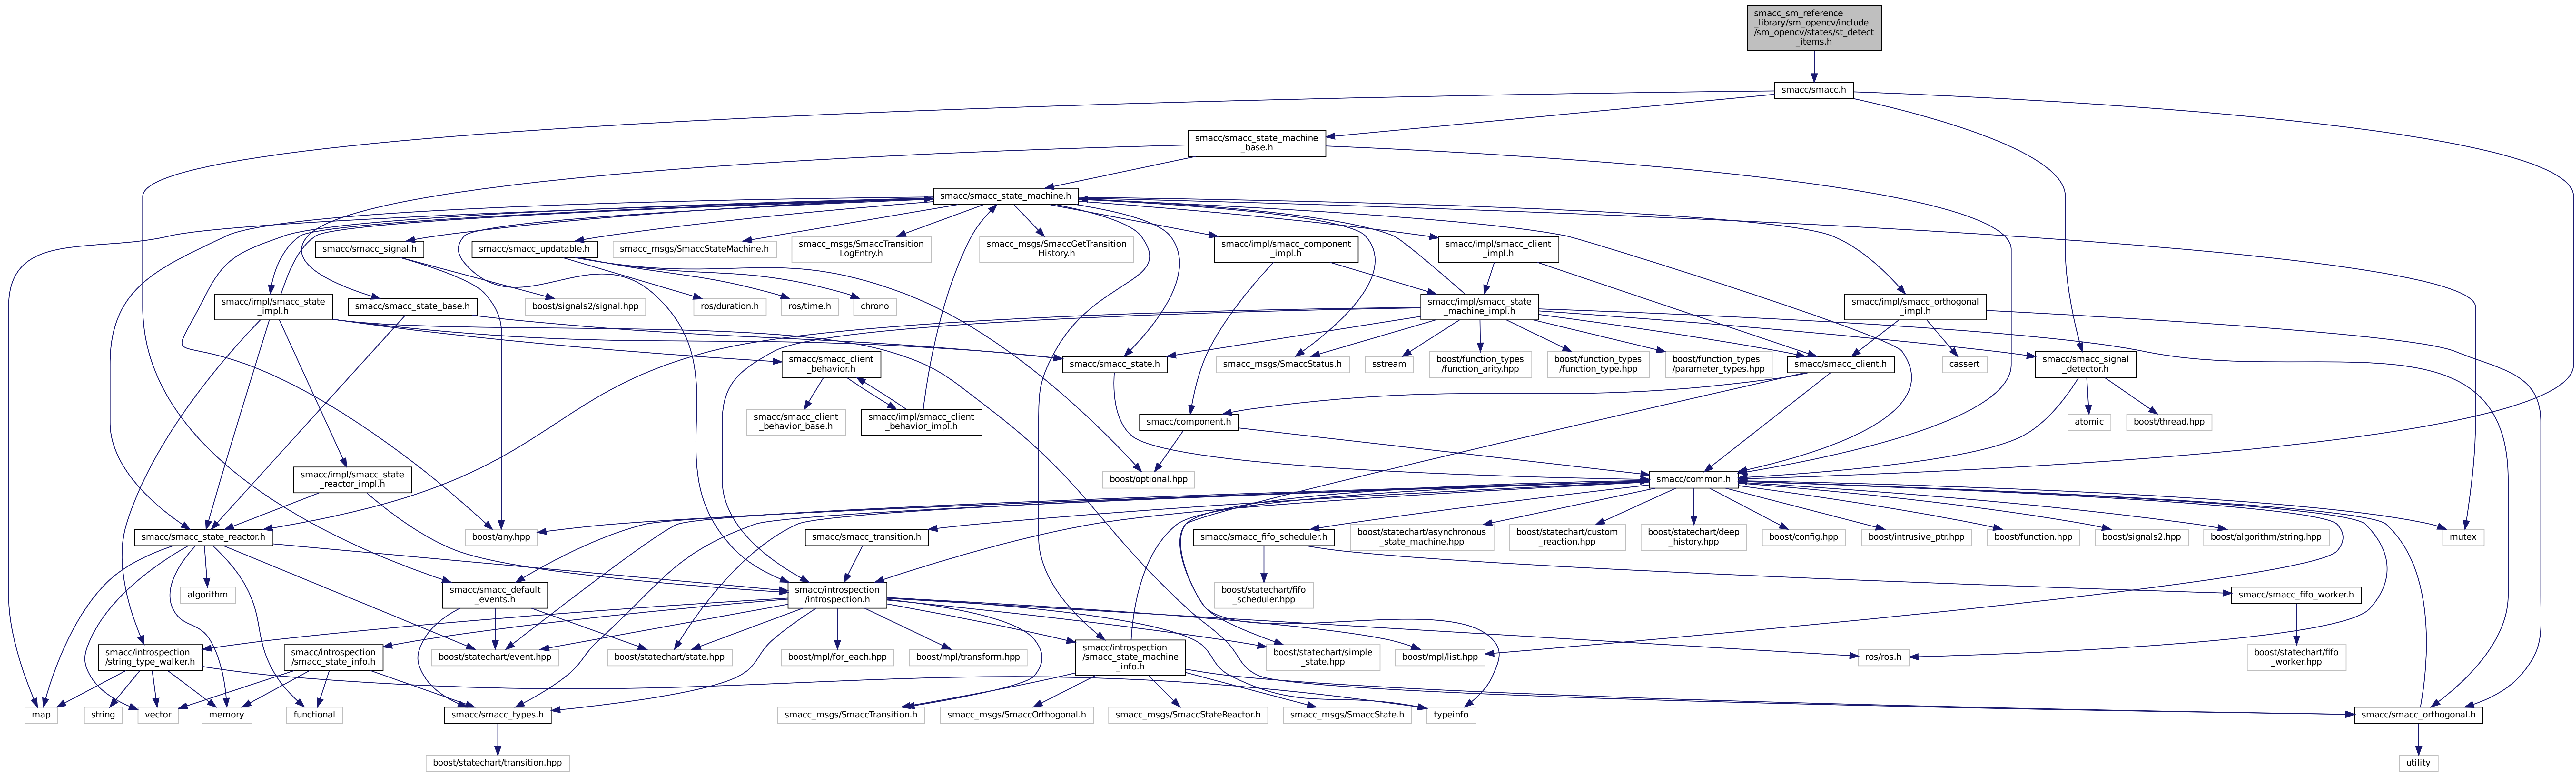 smacc_sm_reference
_library/sm_opencv/include
/sm_opencv/states/st_detect
_items.h
smacc/smacc.h
smacc/smacc_state_machine
_base.h
smacc/smacc_state_machine.h
smacc/smacc_signal.h
smacc/smacc_updatable.h
smacc_msgs/SmaccStateMachine.h
smacc_msgs/SmaccTransition
LogEntry.h
smacc_msgs/SmaccGetTransition
History.h
smacc/impl/smacc_component
_impl.h
smacc/impl/smacc_client
_impl.h
smacc/impl/smacc_state
_impl.h
smacc/smacc_state_base.h
boost/signals2/signal.hpp
ros/duration.h
ros/time.h
chrono
smacc/impl/smacc_state
_machine_impl.h
smacc/impl/smacc_orthogonal
_impl.h
smacc/smacc_client
_behavior.h
smacc/smacc_state.h
smacc_msgs/SmaccStatus.h
sstream
boost/function_types
/function_arity.hpp
boost/function_types
/function_type.hpp
boost/function_types
/parameter_types.hpp
smacc/smacc_client.h
cassert
smacc/smacc_signal
_detector.h
smacc/smacc_client
_behavior_base.h
smacc/impl/smacc_client
_behavior_impl.h
smacc/component.h
atomic
boost/thread.hpp
smacc/impl/smacc_state
_reactor_impl.h
boost/optional.hpp
smacc/common.h
smacc/smacc_state_reactor.h
boost/any.hpp
smacc/smacc_transition.h
smacc/smacc_fifo_scheduler.h
boost/statechart/asynchronous
_state_machine.hpp
boost/statechart/custom
_reaction.hpp
boost/statechart/deep
_history.hpp
boost/config.hpp
boost/intrusive_ptr.hpp
boost/function.hpp
boost/signals2.hpp
boost/algorithm/string.hpp
mutex
algorithm
smacc/smacc_default
_events.h
smacc/introspection
/introspection.h
boost/statechart/fifo
_scheduler.hpp
smacc/smacc_fifo_worker.h
smacc/introspection
/string_type_walker.h
smacc/introspection
/smacc_state_info.h
boost/statechart/event.hpp
boost/statechart/state.hpp
boost/mpl/for_each.hpp
boost/mpl/transform.hpp
smacc/introspection
/smacc_state_machine
_info.h
boost/statechart/simple
_state.hpp
boost/mpl/list.hpp
ros/ros.h
boost/statechart/fifo
_worker.hpp
map
string
vector
memory
functional
smacc/smacc_types.h
smacc_msgs/SmaccTransition.h
smacc_msgs/SmaccOrthogonal.h
smacc_msgs/SmaccStateReactor.h
smacc_msgs/SmaccState.h
typeinfo
smacc/smacc_orthogonal.h
boost/statechart/transition.hpp
utility